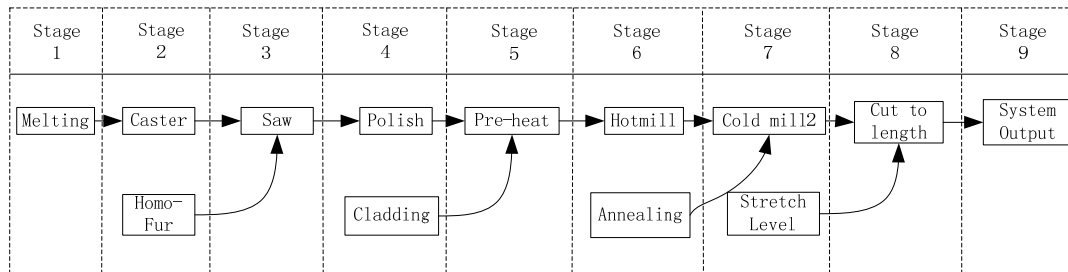 Stage
1
Stage
2
Stage
3
Stage
4
Stage
5
Stage
6
Stage
7
Stage
8
Stage
9
Melting
Caster
Saw
Polish
Pre-heat
Hotmill
Cold mill2
Cut to
length
System
Output
Homo-
Fur
Cladding
Annealing
Stretch
Level